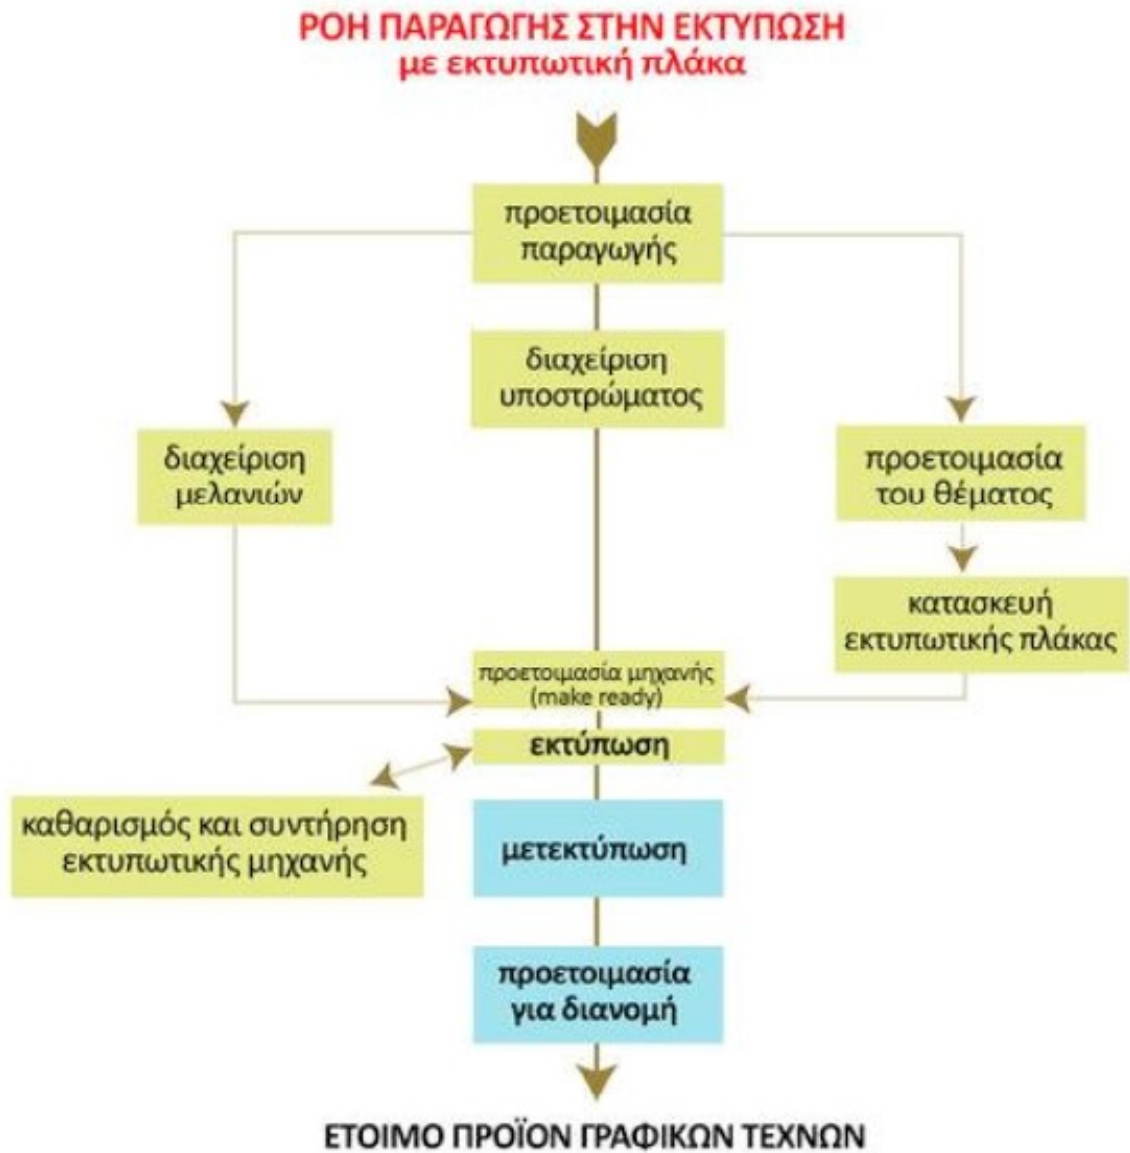 ΡΟΗ ΠΑΡΑΓΩΓΗΣ ΣΤΗΝ ΕΚΤΥΠΩΣΗ
με εκτυπωτική πλάκα
προετοιμασία
παραγωγής
διαχείριση
υποστρώματος
διαχείριση
μελανιών
προετοιμασία
του θέματος
κατασκευή
εκτυπωτικής πλάκας
προετοιμασία μηχανής
(make ready)
εκτύπωση
καθαρισμός και συντήρηση
εκτυπωτικής μηχανής
μετεκτύπωση
προετοιμασία
για διανομή
ΕΤΟΙΜΟ ΠΡΟΪΟΝ ΓΡΑΦΙΚΩΝ ΤΕΧΝΩΝ